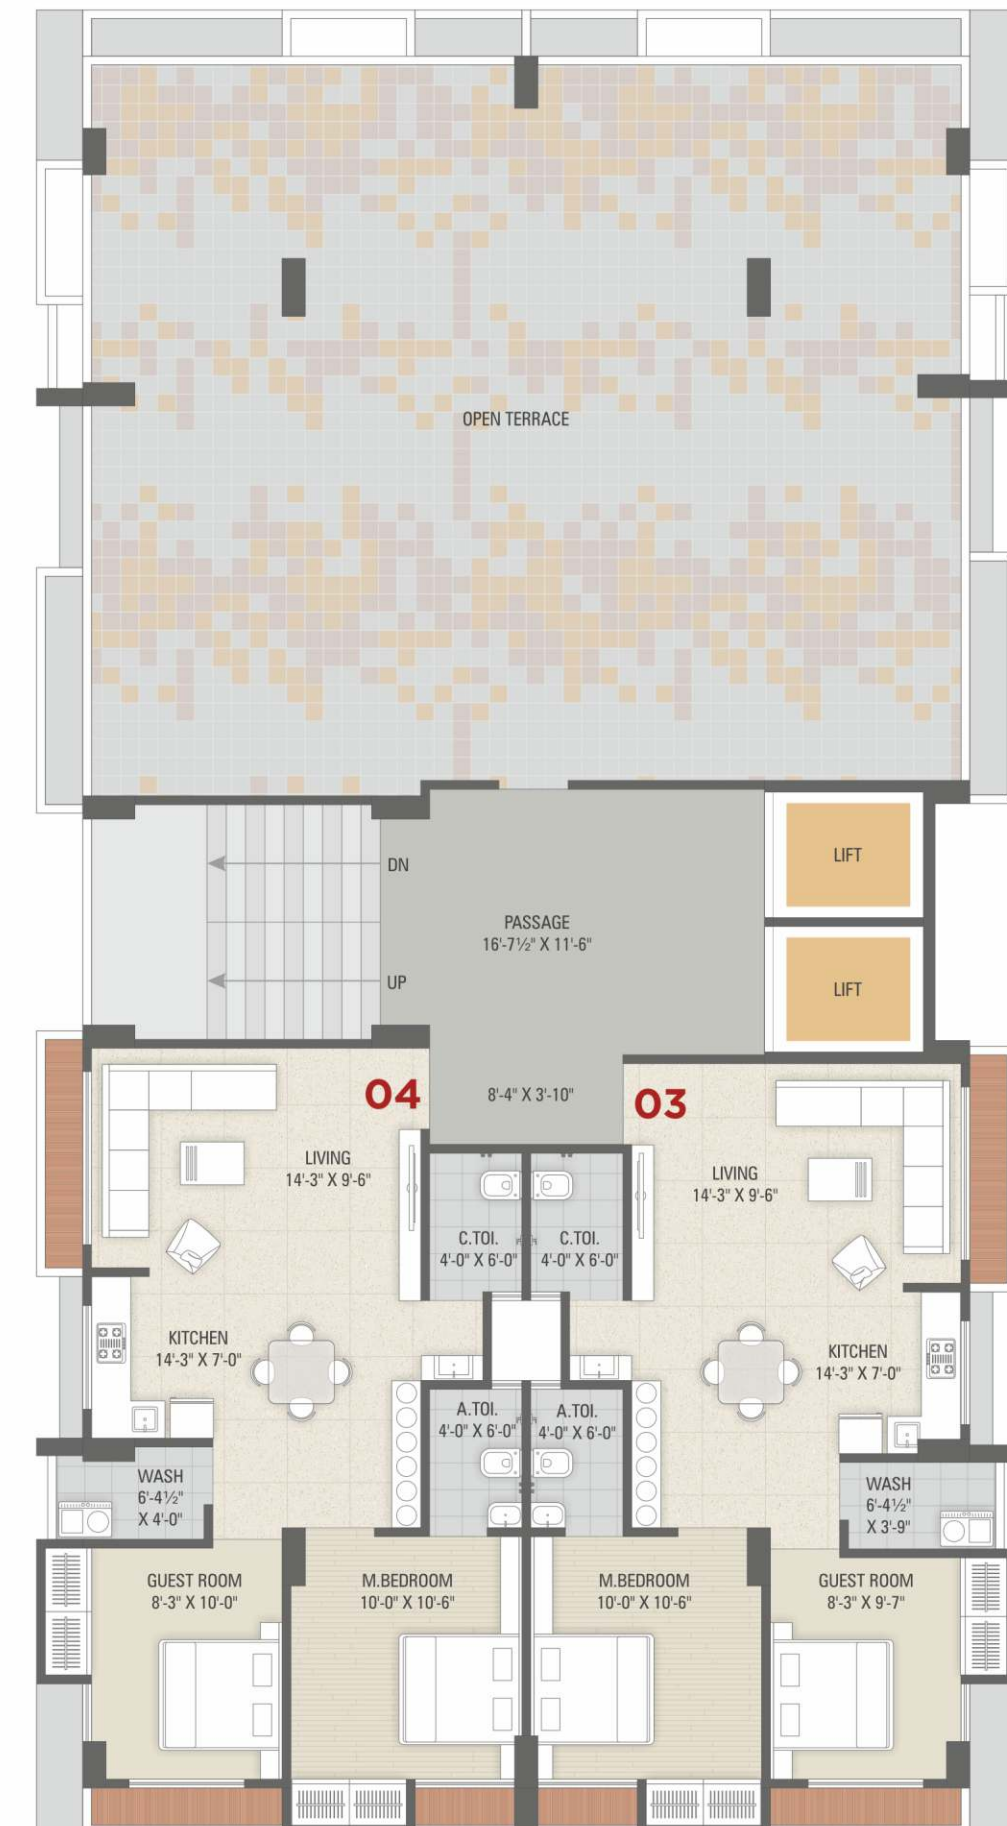 OPEN TERRACE
DN
UP
PASSAGE
16'-7½" X 11'-6"
LIFT
LIFT
8'-4" X 3'-10"
04
LIVING
14'-3" X 9'-6"
03
LIVING
14'-3" X 9'-6"
C.TOI.
4'-0" X 6'-0"
C.TOI.
4'-0" X 6'-0"
KITCHEN
14'-3" X 7'-0"
KITCHEN
14'-3" X 7'-0"
A.TOI.
4'-0" X 6'-0"
A.TOI.
4'-0" X 6'-0"
WASH
6'-4½"
X 4'-0"
WASH
6'-4½"
X 3'-9"
GUEST ROOM
8'-3" X 10'-0"
M.BEDROOM
10'-0" X 10'-6"
M.BEDROOM
10'-0" X 10'-6"
GUEST ROOM
8'-3" X 9'-7"